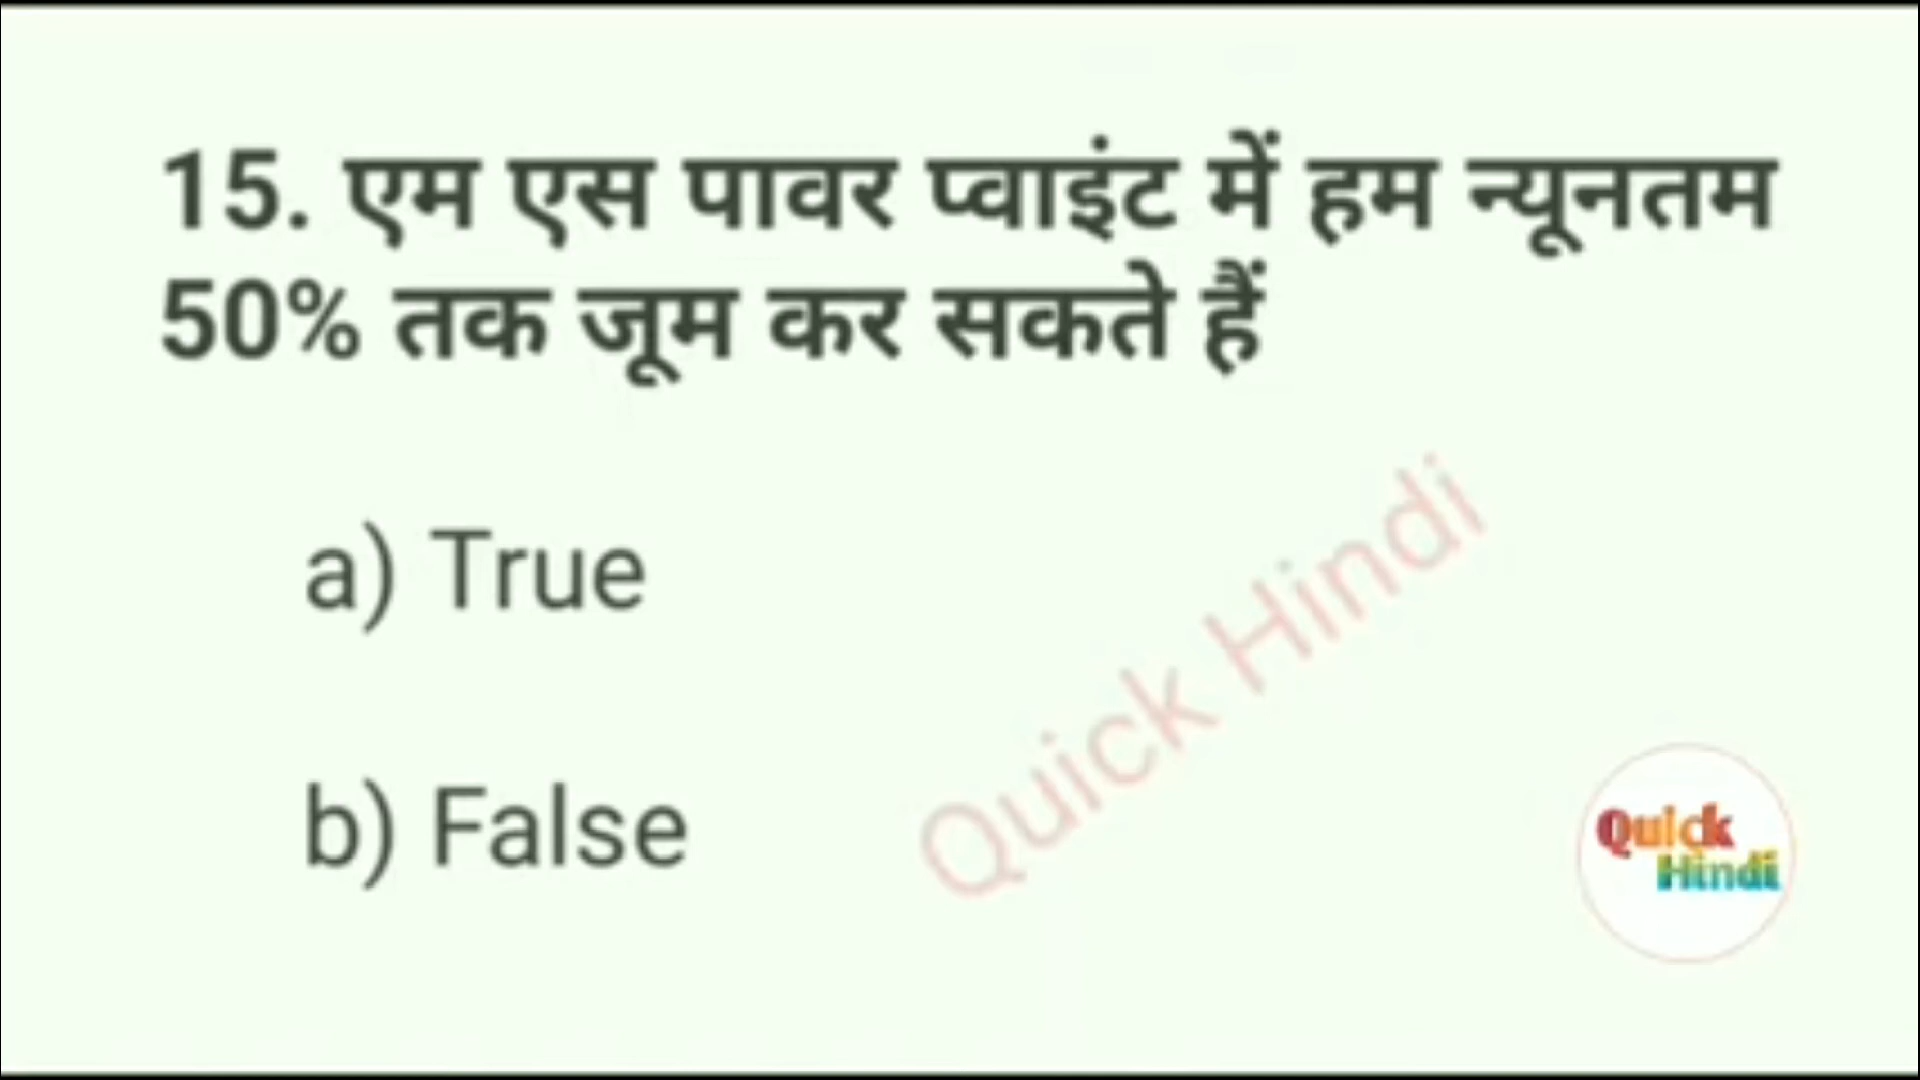 15. एम एस पावर प्वाइंट में हम न्यूनतम
50% तक जूम कर सकते हैं
a) True
b) False
Quick Hindi
Quick
Hindi